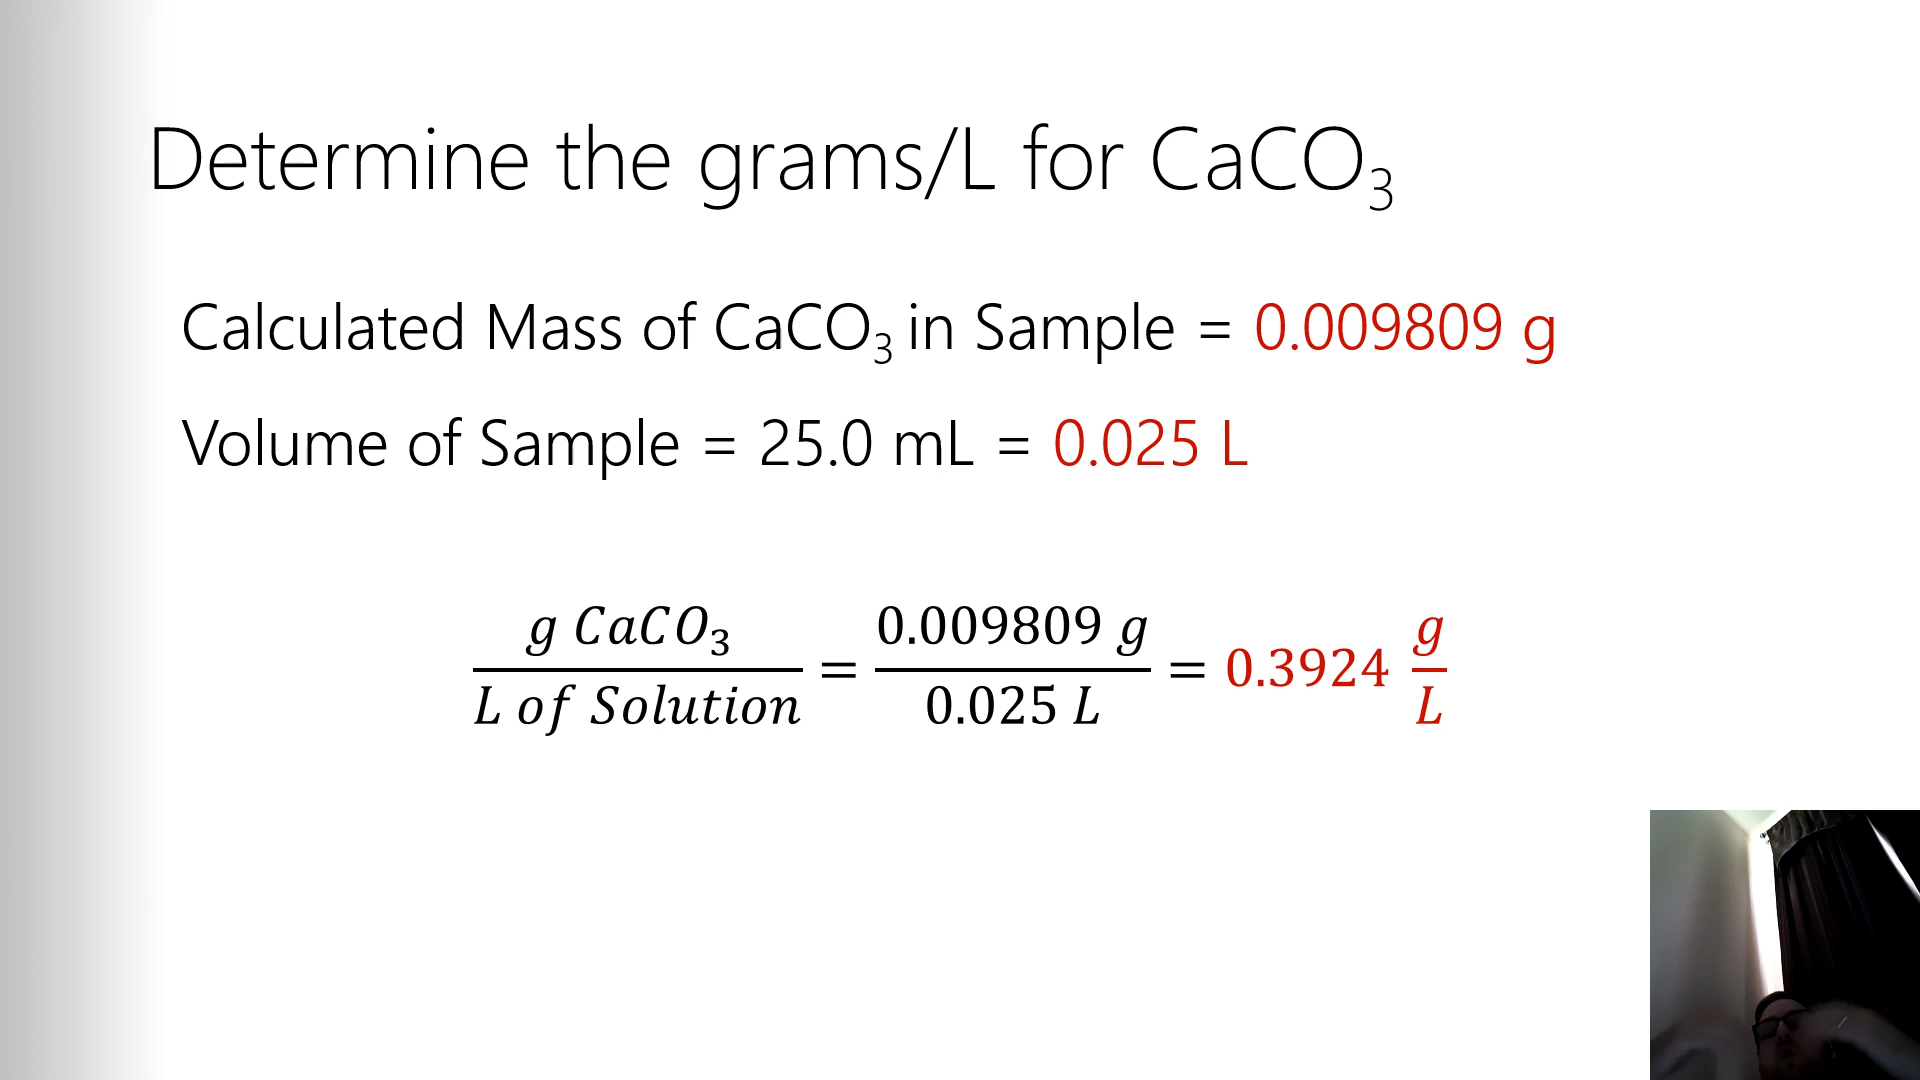 Determine the grams/L for CaCO₃
Calculated Mass of CaCO₃ in Sample = 0.009809 g
Volume of Sample = 25.0 mL = 0.025 L
g CaCO₃ / L of Solution = 0.009809 g / 0.025 L = 0.3924 g / L